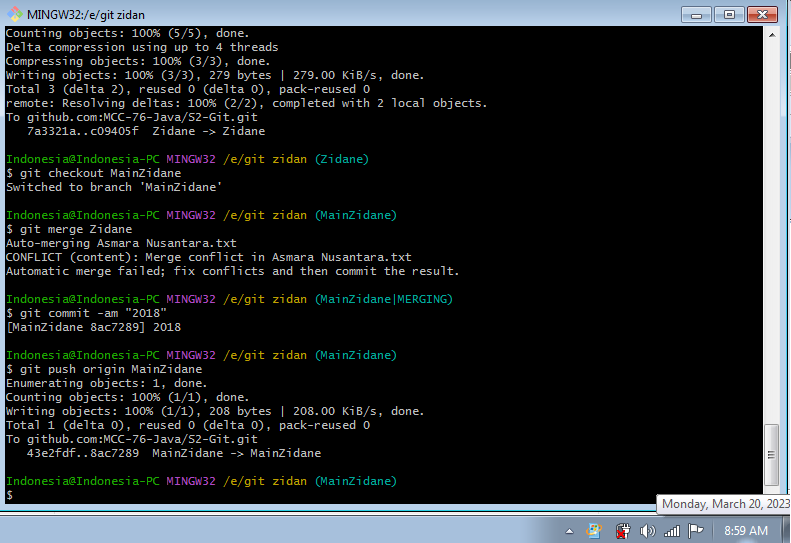 MINGW32:/e/git zidan
Counting objects: 100% (5/5), done.
Delta compression using up to 4 threads
Compressing objects: 100% (3/3), done.
Writing objects: 100% (3/3), 279 bytes | 279.00 KiB/s, done.
Total 3 (delta 2), reused 0 (delta 0), pack-reused 0
remote: Resolving deltas: 100% (2/2), completed with 2 local objects.
To github.com:MCC-76-Java/S2-Git.git
   7a3321a..c09405f  Zidane -> Zidane
Indonesia@Indonesia-PC MINGW32 /e/git zidan (Zidane)
$ git checkout MainZidane
Switched to branch 'MainZidane'
Indonesia@Indonesia-PC MINGW32 /e/git zidan (MainZidane)
$ git merge Zidane
Auto-merging Asmara Nusantara.txt
CONFLICT (content): Merge conflict in Asmara Nusantara.txt
Automatic merge failed; fix conflicts and then commit the result.
Indonesia@Indonesia-PC MINGW32 /e/git zidan (MainZidane|MERGING)
$ git commit -am "2018"
[MainZidane 8ac7289] 2018
Indonesia@Indonesia-PC MINGW32 /e/git zidan (MainZidane)
$ git push origin MainZidane
Enumerating objects: 1, done.
Counting objects: 100% (1/1), done.
Writing objects: 100% (1/1), 208 bytes | 208.00 KiB/s, done.
Total 1 (delta 0), reused 0 (delta 0), pack-reused 0
To github.com:MCC-76-Java/S2-Git.git
   43e2fdf..8ac7289  MainZidane -> MainZidane
Indonesia@Indonesia-PC MINGW32 /e/git zidan (MainZidane)
$
Monday, March 20, 2023
8:59 AM